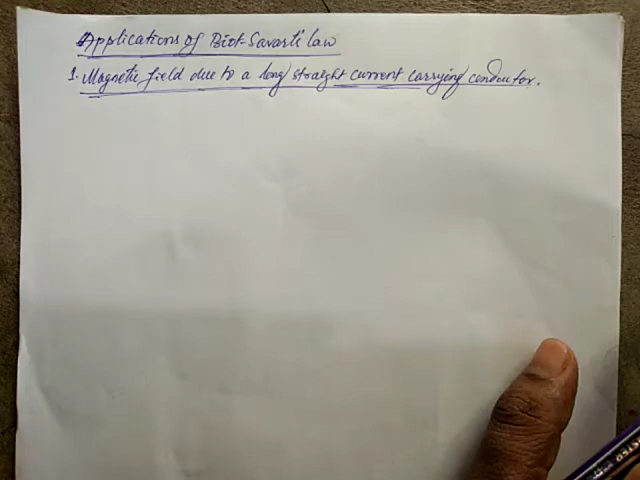 Applications of Biot-Savart's law
1. Magnetic field due to a long straight current carrying conductor.